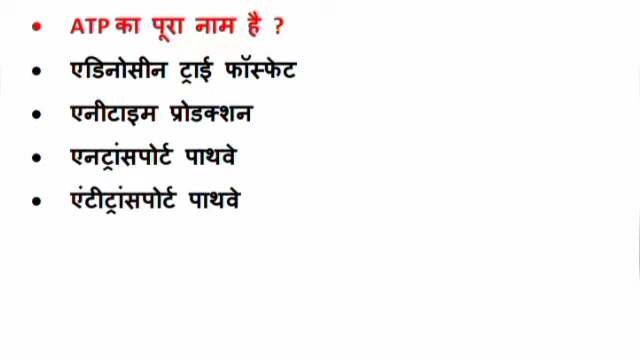 • ATP का पूरा नाम है ?
• एडिनोसीन ट्राई फॉस्फेट
• एनीटाइम प्रोडक्शन
• एनट्रांसपोर्ट पाथवे
• एंटीट्रांसपोर्ट पाथवे